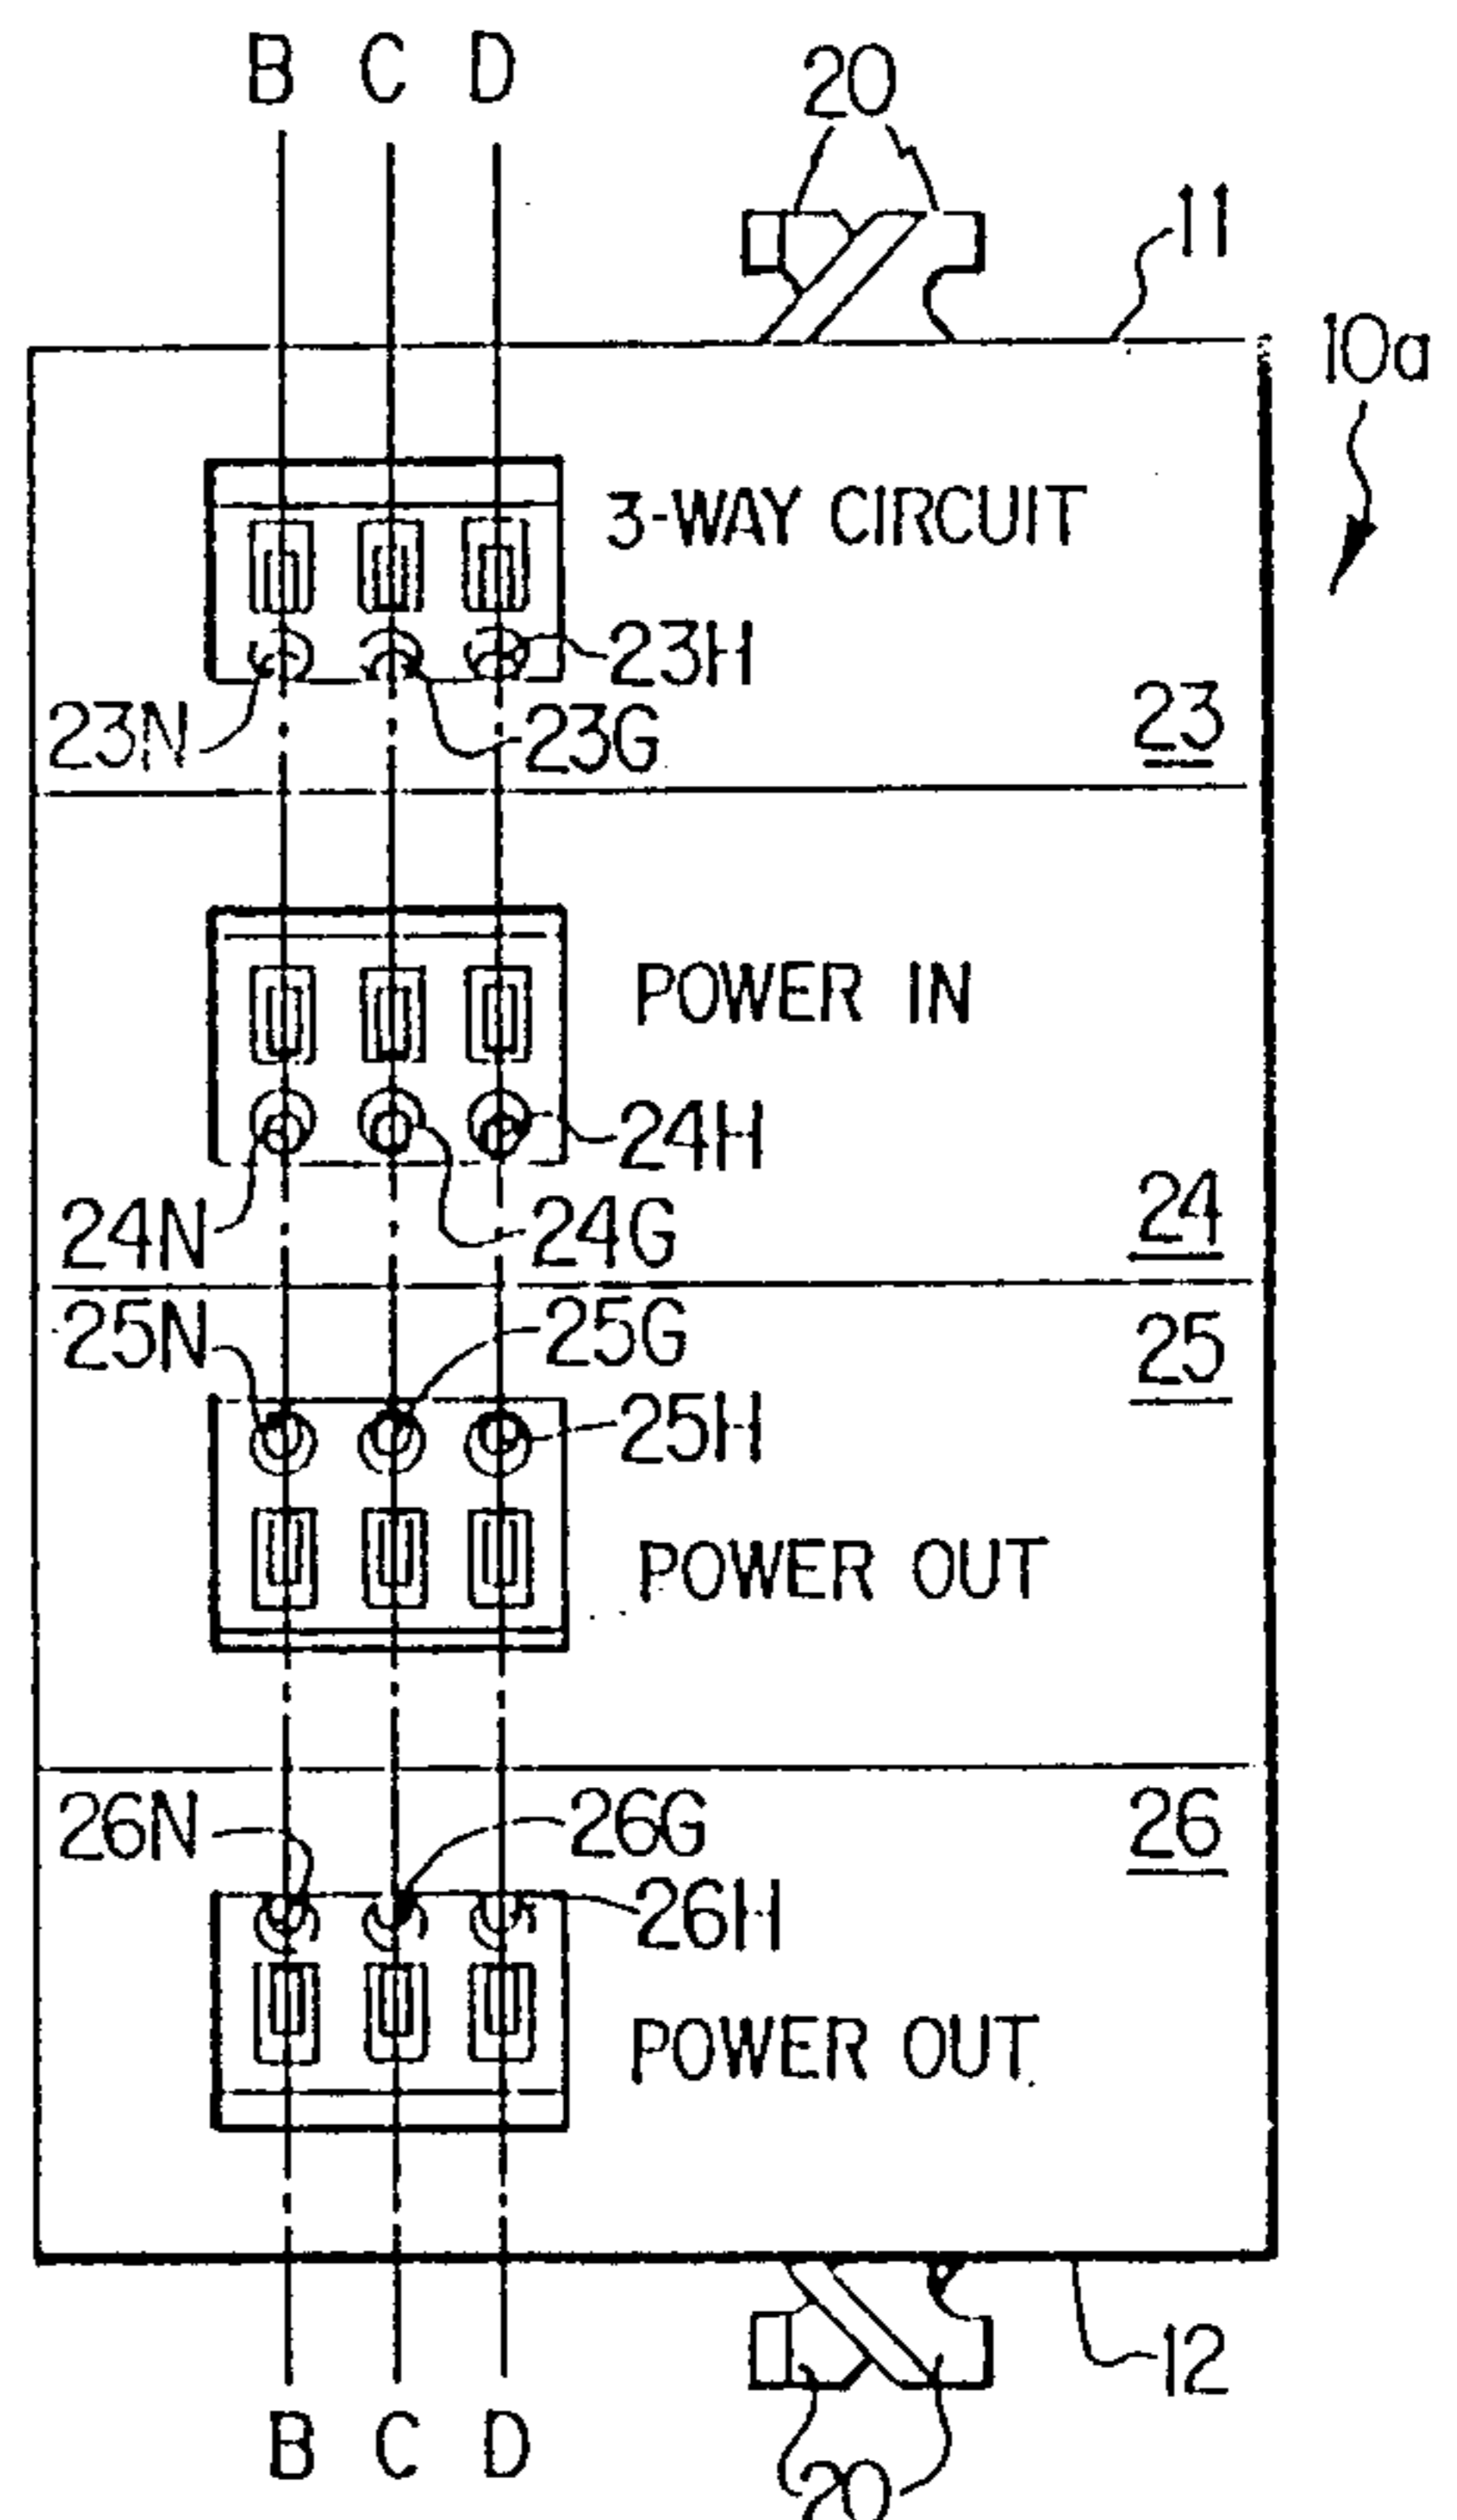 B C D 20
11
10a
3-WAY CIRCUIT
23H
23N 23G 23
POWER IN
24H
24N 24G 24
25N 25G 25
25H
POWER OUT
26N 26G 26
26H
POWER OUT
12
B C D 20